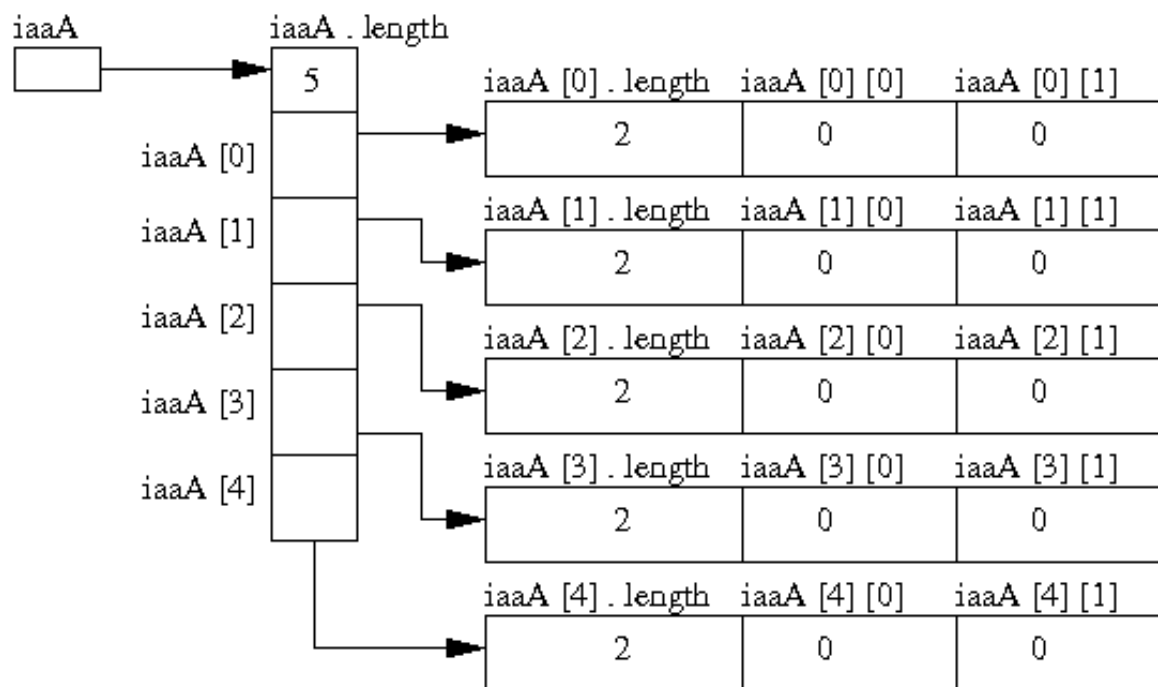 iaaA iaaA . length
5
iaaA [0] . length iaaA [0] [0] iaaA [0] [1]
2 0 0
iaaA [0]
iaaA [1] . length iaaA [1] [0] iaaA [1] [1]
iaaA [1]
2 0 0
iaaA [2]
iaaA [2] . length iaaA [2] [0] iaaA [2] [1]
2 0 0
iaaA [3]
iaaA [3] . length iaaA [3] [0] iaaA [3] [1]
iaaA [4]
2 0 0
iaaA [4] . length iaaA [4] [0] iaaA [4] [1]
2 0 0